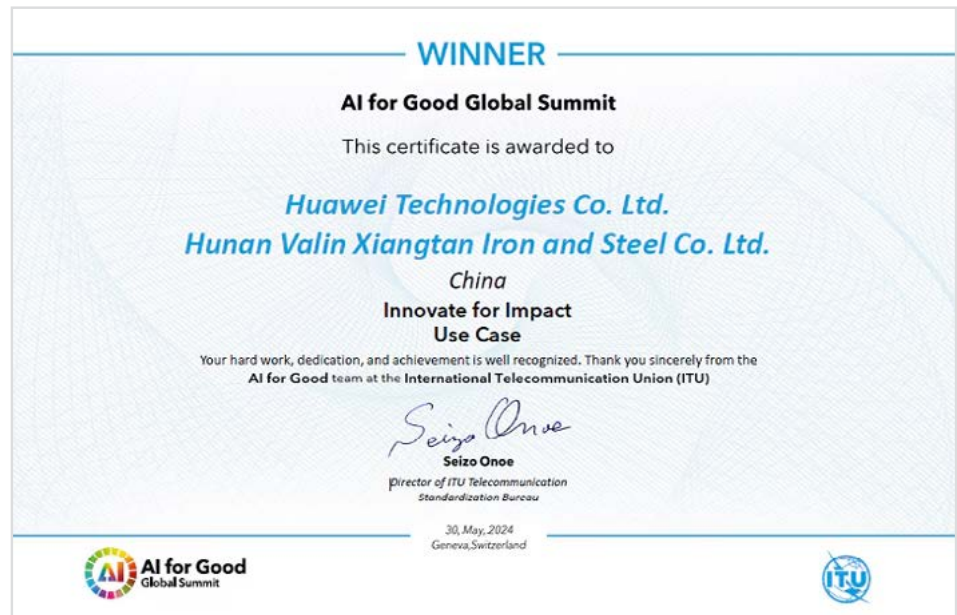 WINNER
AI for Good Global Summit
This certificate is awarded to
Huawei Technologies Co. Ltd.
Hunan Valin Xiangtan Iron and Steel Co. Ltd.
China
Innovate for Impact
Use Case
Your hard work, dedication, and achievement is well recognized. Thank you sincerely from the
AI for Good team at the International Telecommunication Union (ITU)
Seizo Onoe
Seizo Onoe
Director of ITU Telecommunication
Standardization Bureau
30, May, 2024
Geneva,Switzerland
AI
AI for Good
Global Summit
ITU